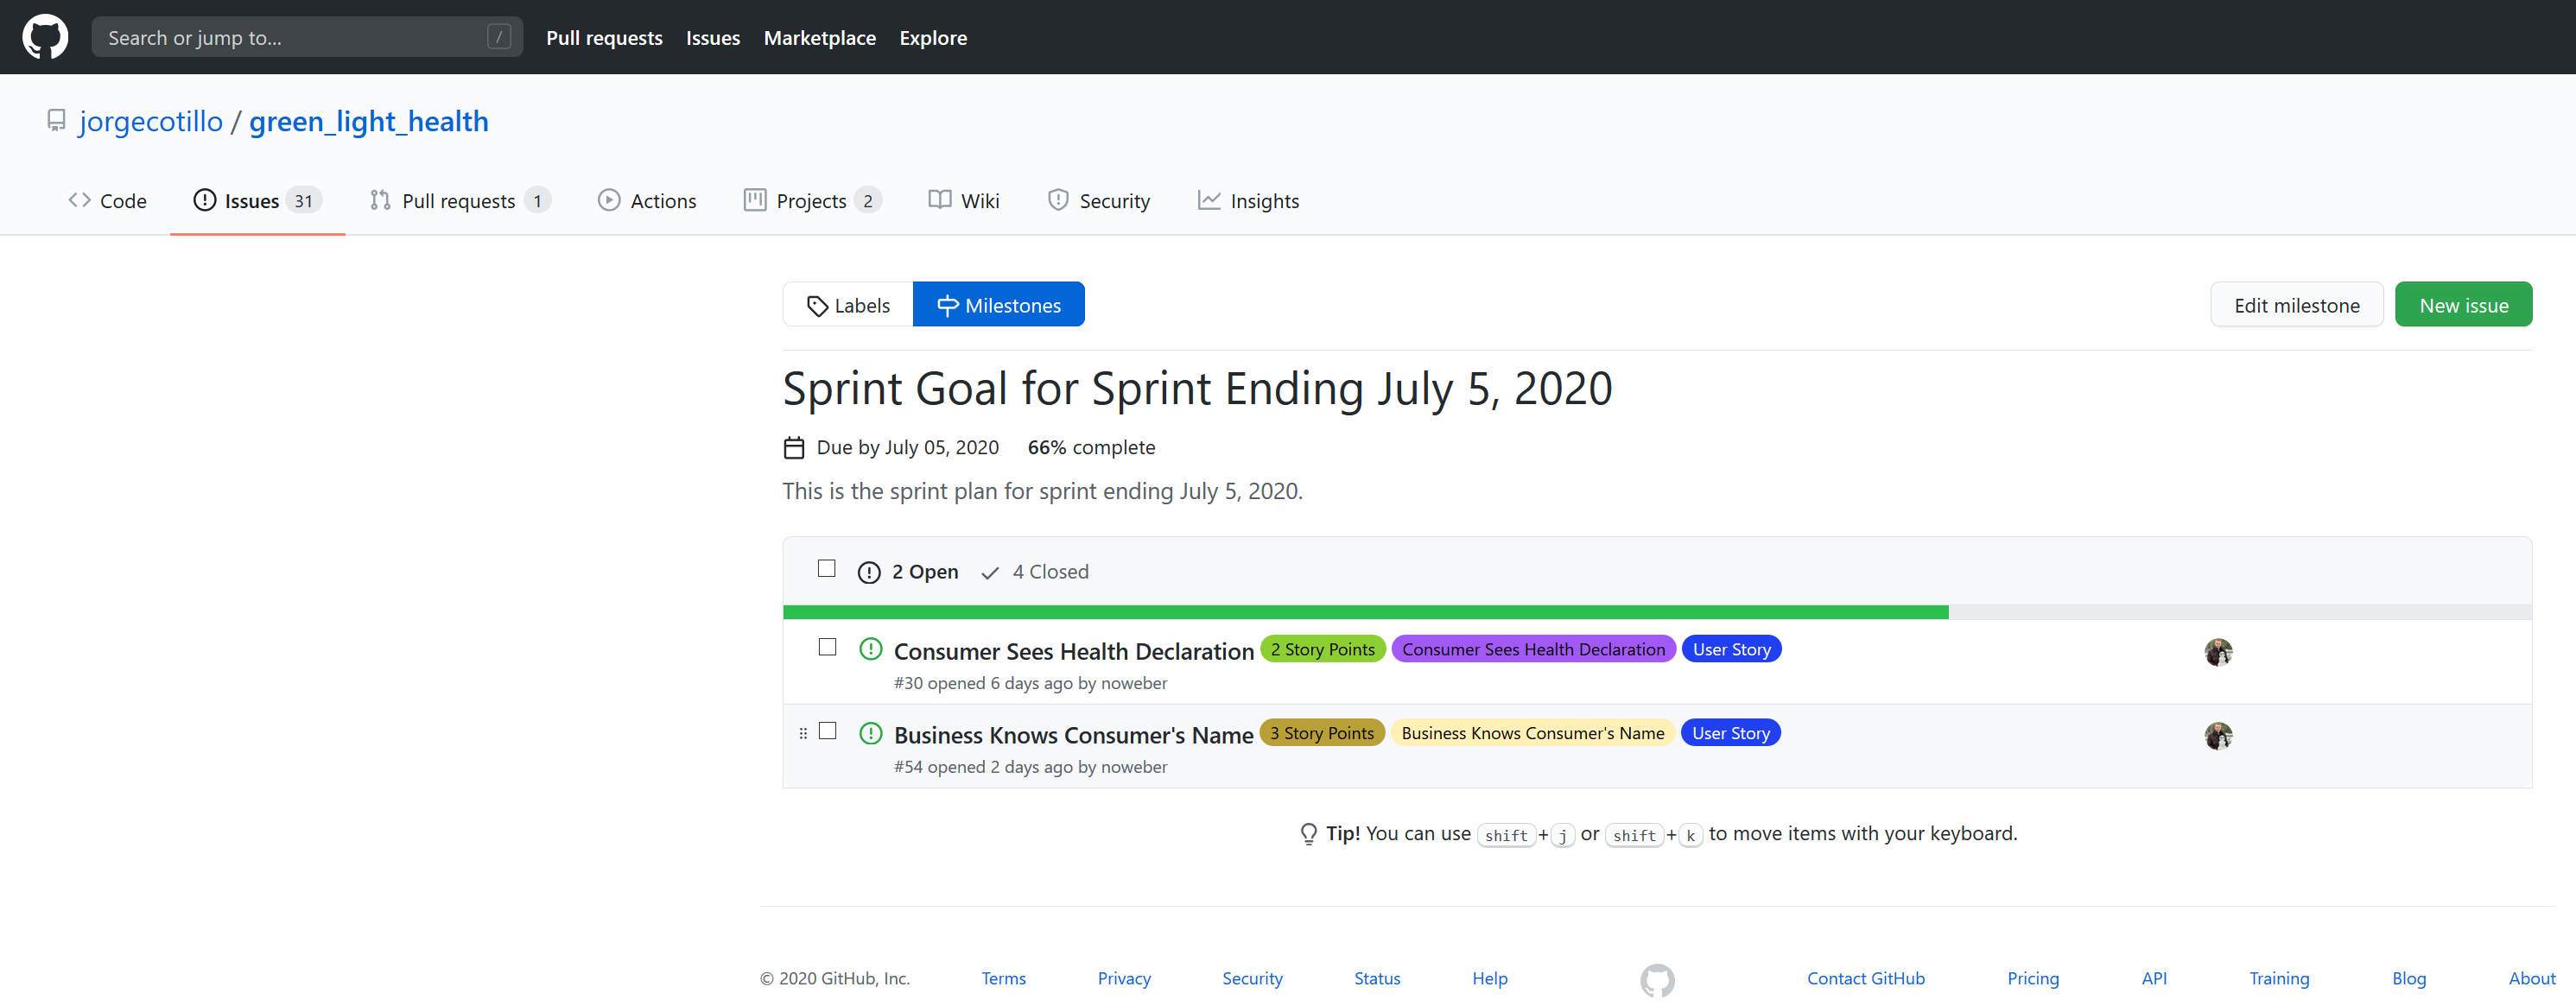 Search or jump to... / Pull requests Issues Marketplace Explore
jorgecotillo / green_light_health
Code Issues 31 Pull requests 1 Actions Projects 2 Wiki Security Insights
Labels Milestones Edit milestone New issue
Sprint Goal for Sprint Ending July 5, 2020
Due by July 05, 2020 66% complete
This is the sprint plan for sprint ending July 5, 2020.
2 Open 4 Closed
Consumer Sees Health Declaration 2 Story Points Consumer Sees Health Declaration User Story
#30 opened 6 days ago by noweber
Business Knows Consumer's Name 3 Story Points Business Knows Consumer's Name User Story
#54 opened 2 days ago by noweber
Tip! You can use shift+j or shift+k to move items with your keyboard.
© 2020 GitHub, Inc. Terms Privacy Security Status Help Contact GitHub Pricing API Training Blog About